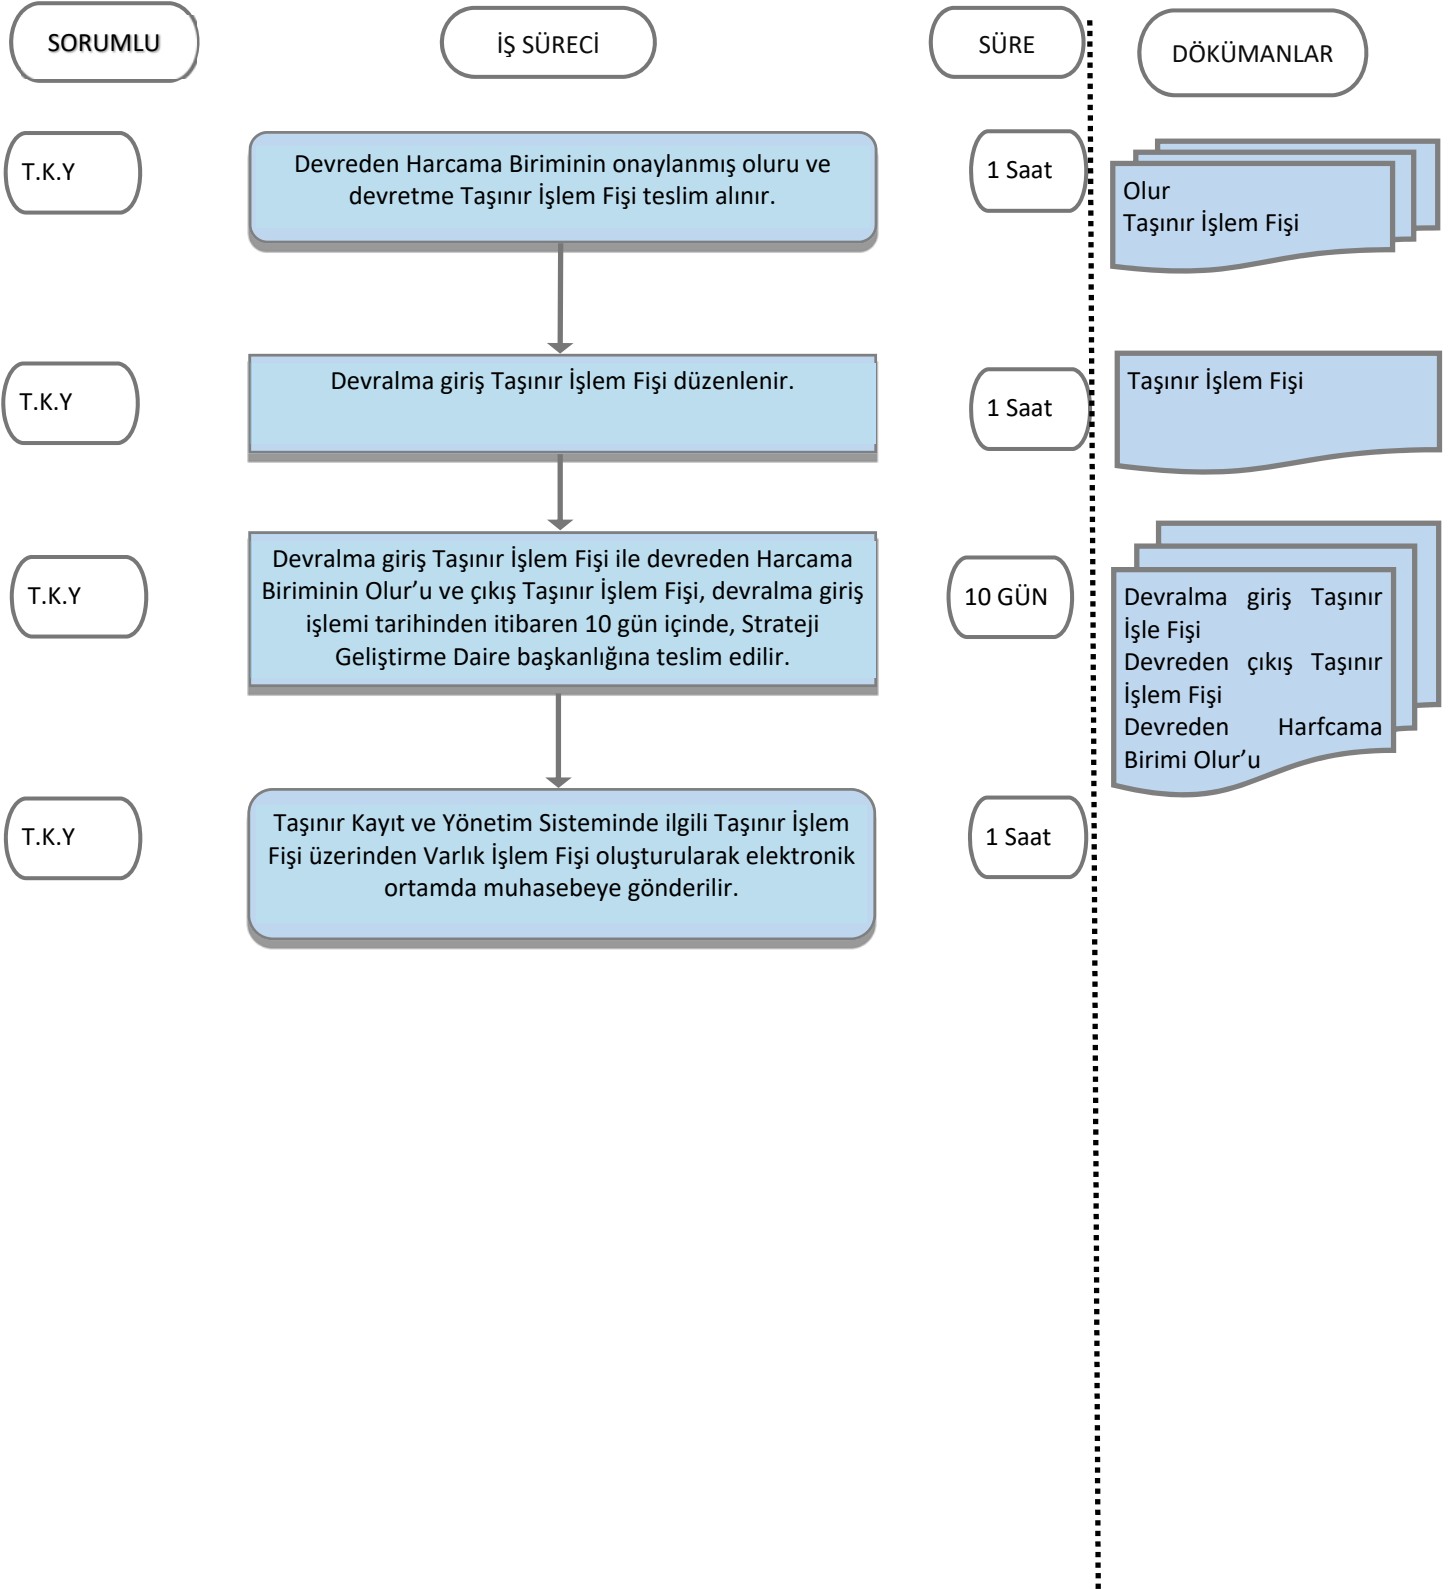 SORUMLU
İŞ SÜRECİ
SÜRE
DÖKÜMANLAR
T.K.Y
Devreden Harcama Biriminin onaylanmış oluru ve
devretme Taşınır İşlem Fişi teslim alınır.
1 Saat
Olur
Taşınır İşlem Fişi
T.K.Y
Devralma giriş Taşınır İşlem Fişi düzenlenir.
1 Saat
Taşınır İşlem Fişi
T.K.Y
Devralma giriş Taşınır İşlem Fişi ile devreden Harcama
Biriminin Olur’u ve çıkış Taşınır İşlem Fişi, devralma giriş
işlemi tarihinden itibaren 10 gün içinde, Strateji
Geliştirme Daire başkanlığına teslim edilir.
10 GÜN
Devralma giriş Taşınır
İşle Fişi
Devreden çıkış Taşınır
İşlem Fişi
Devreden Harfcama
Birimi Olur’u
T.K.Y
Taşınır Kayıt ve Yönetim Sisteminde ilgili Taşınır İşlem
Fişi üzerinden Varlık İşlem Fişi oluşturularak elektronik
ortamda muhasebeye gönderilir.
1 Saat